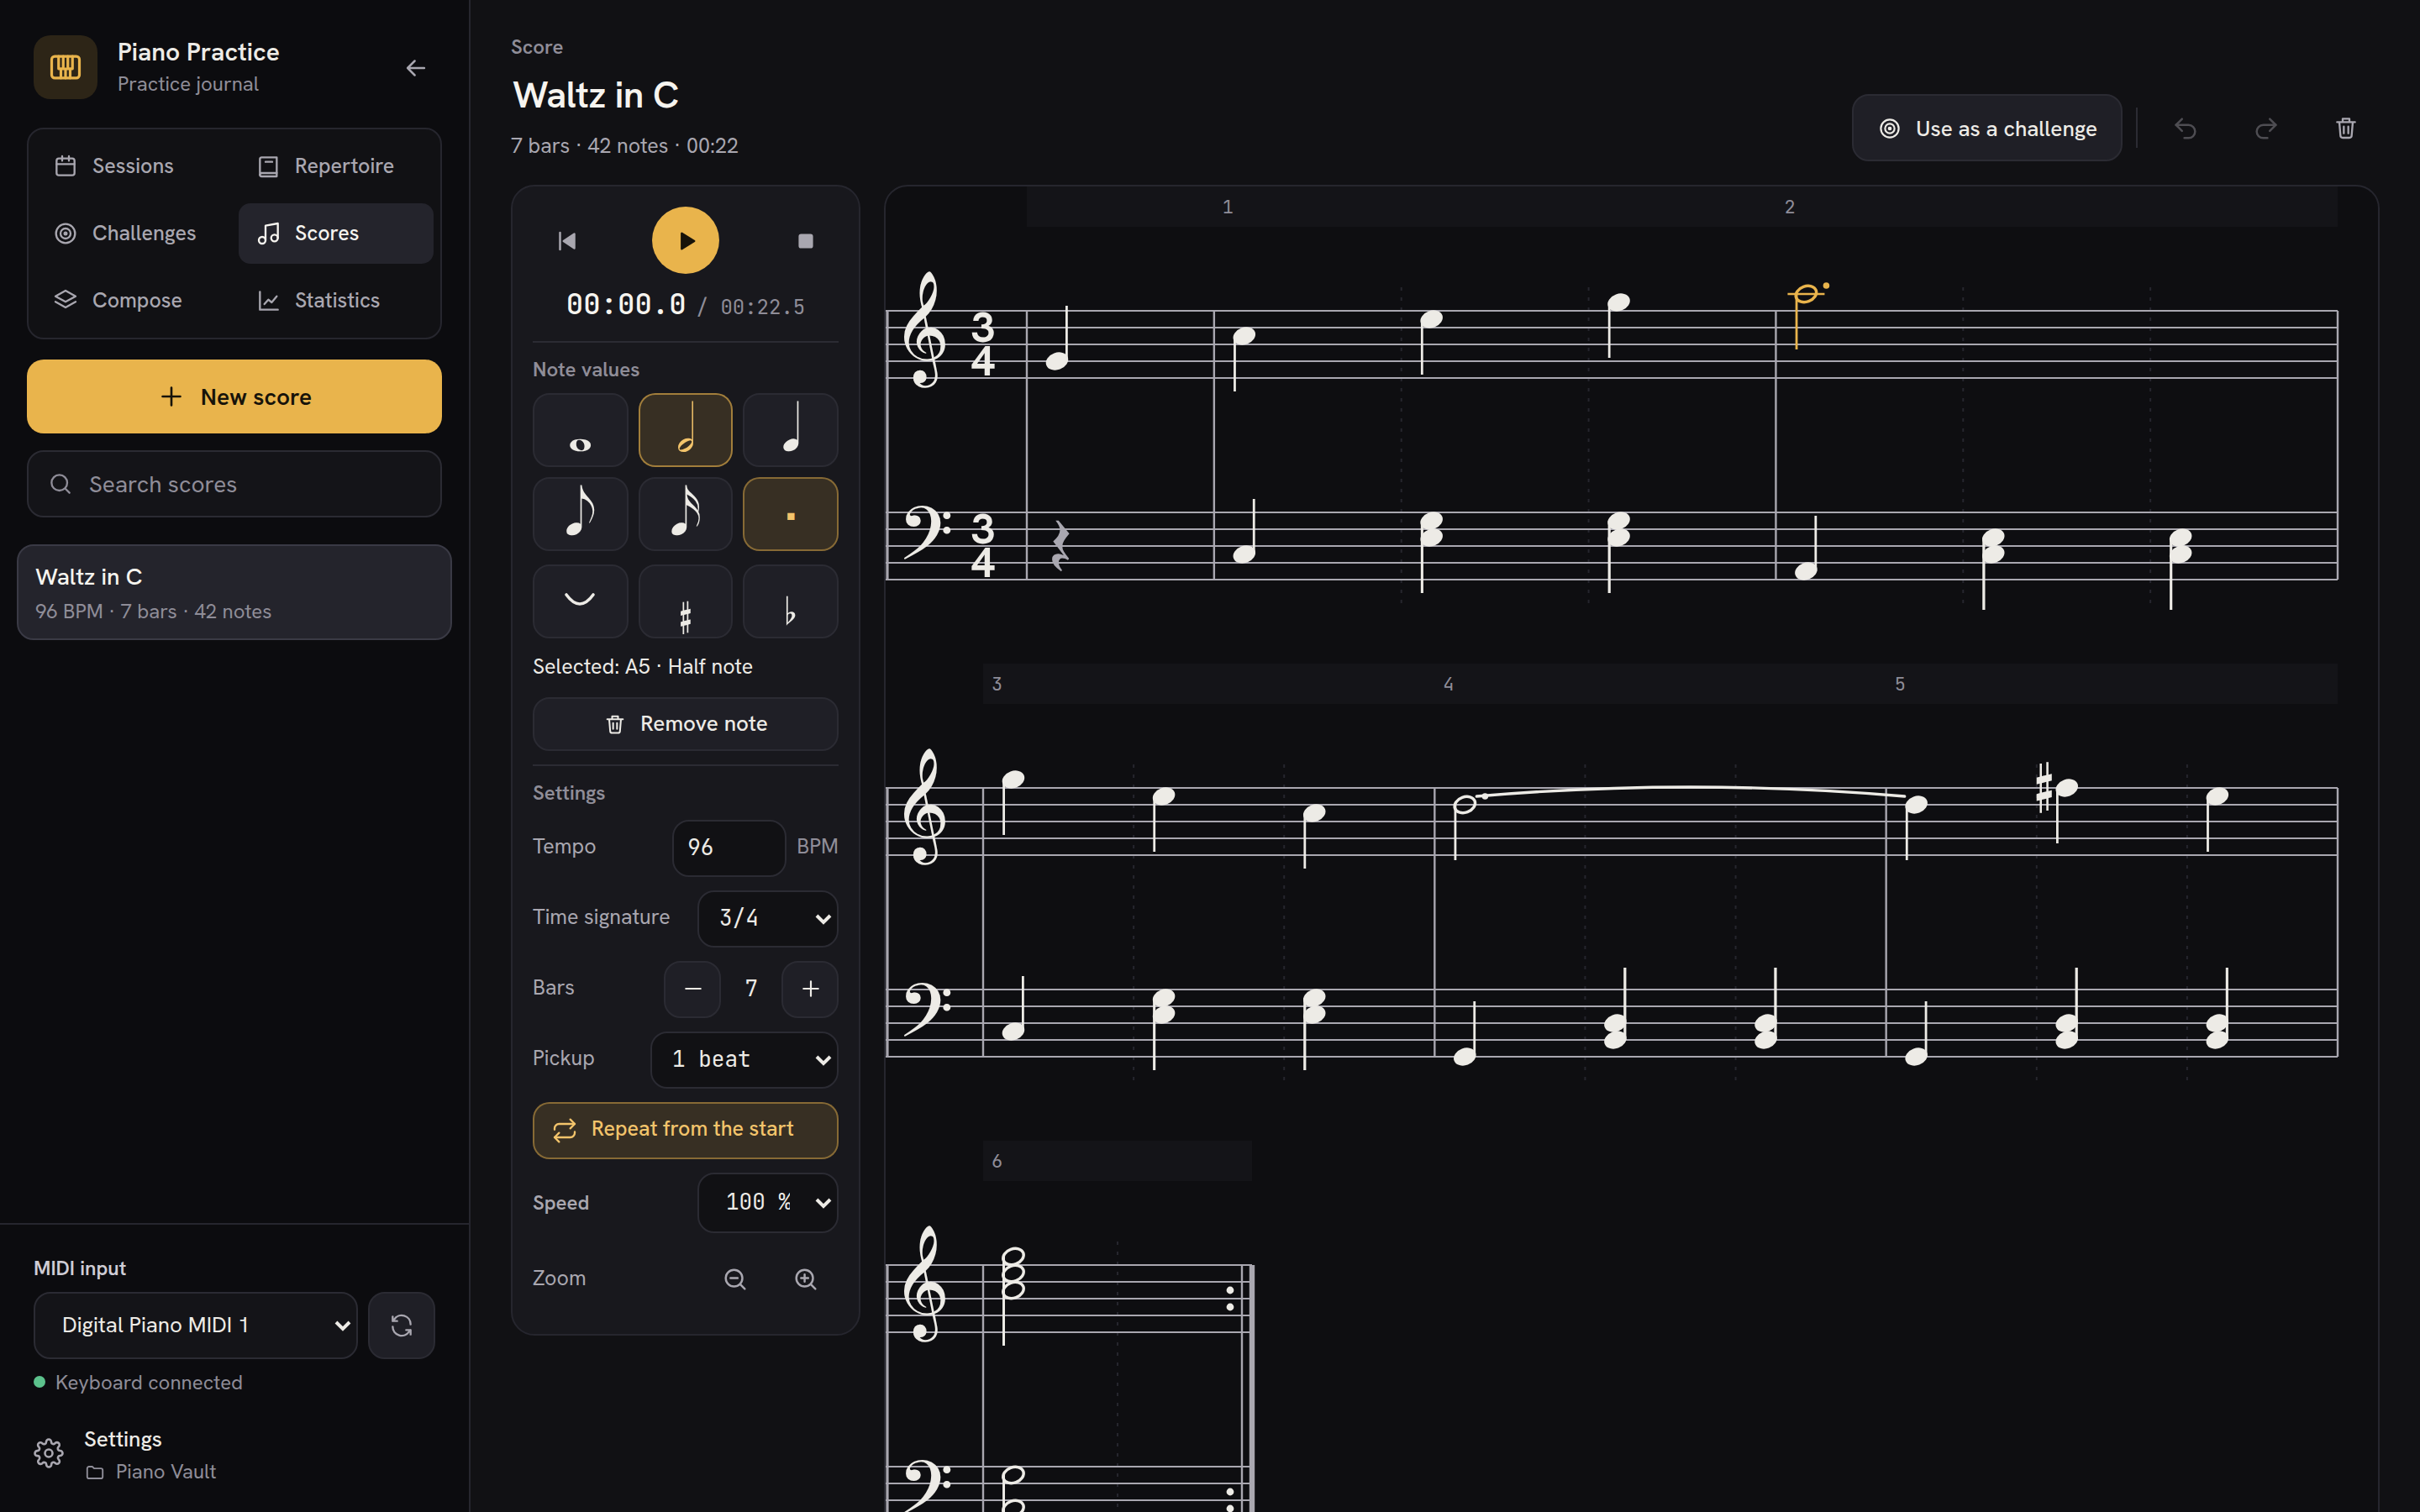 Piano Practice
Practice journal
Sessions
Repertoire
Challenges
Scores
Compose
Statistics
New score
Search scores
Waltz in C
96 BPM · 7 bars · 42 notes
MIDI input
Digital Piano MIDI 1
Keyboard connected
Settings
Piano Vault
Score
Waltz in C
7 bars · 42 notes · 00:22
Use as a challenge
00:00.0 / 00:22.5
Note values
Selected: A5 · Half note
Remove note
Settings
Tempo 96 BPM
Time signature 3/4
Bars 7
Pickup 1 beat
Repeat from the start
Speed 100 %
Zoom
1 2
3
4
3
4
3 4 5
6